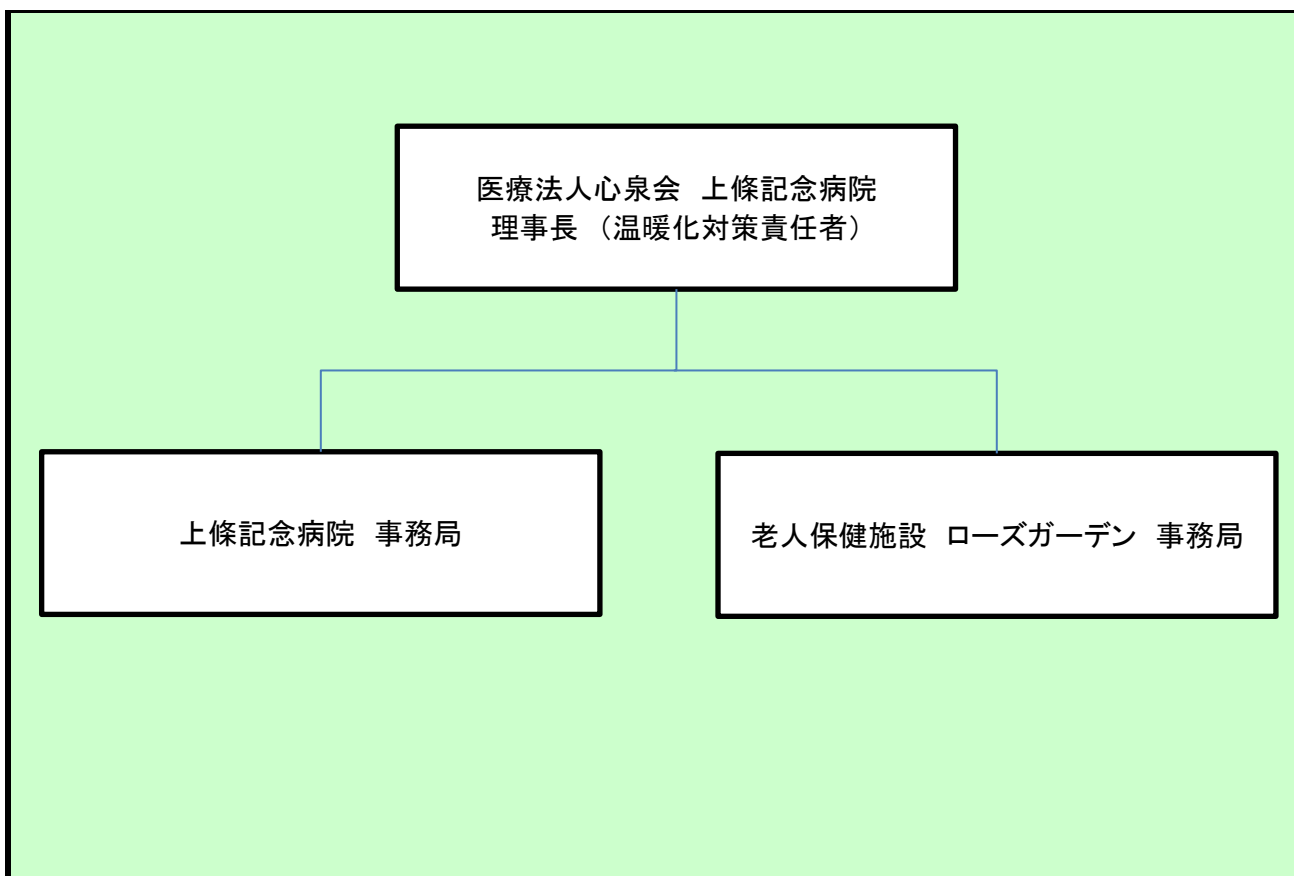 医療法人心泉会　上條記念病院
理事長　（温暖化対策責任者）
上條記念病院　事務局
老人保健施設　ローズガーデン　事務局